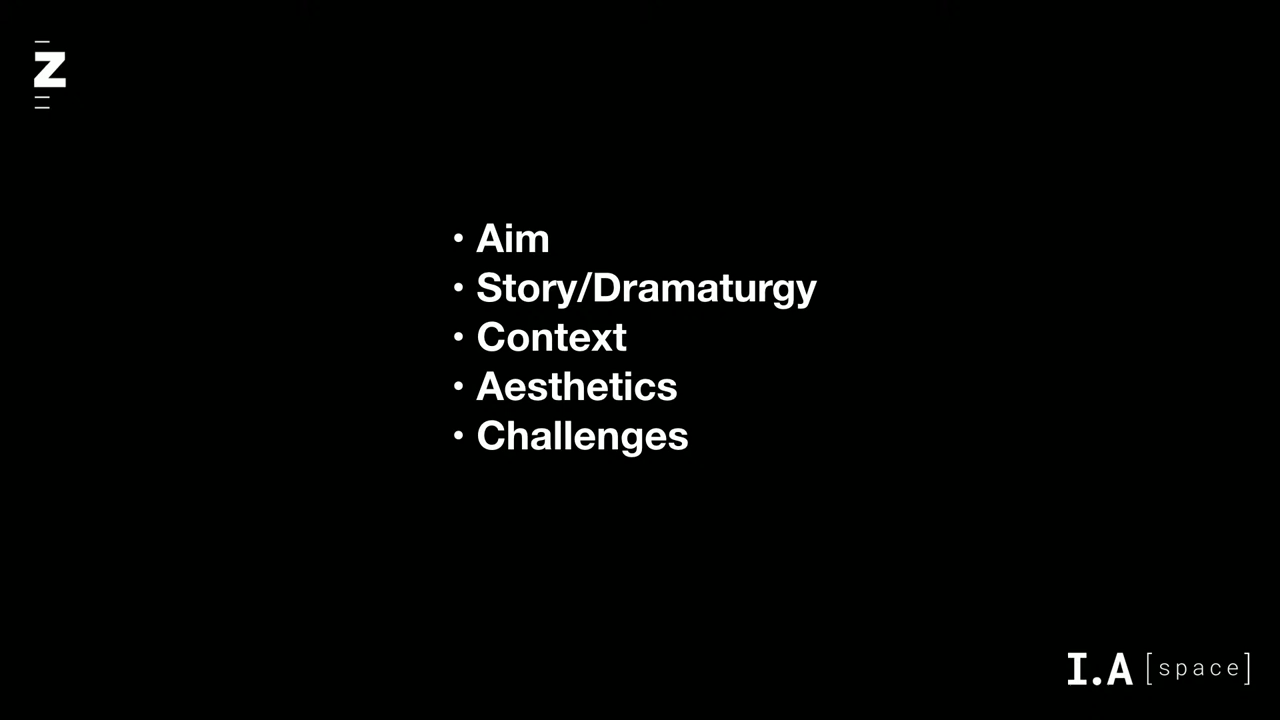 Z
• Aim
• Story/Dramaturgy
• Context
• Aesthetics
• Challenges
I.A [space]